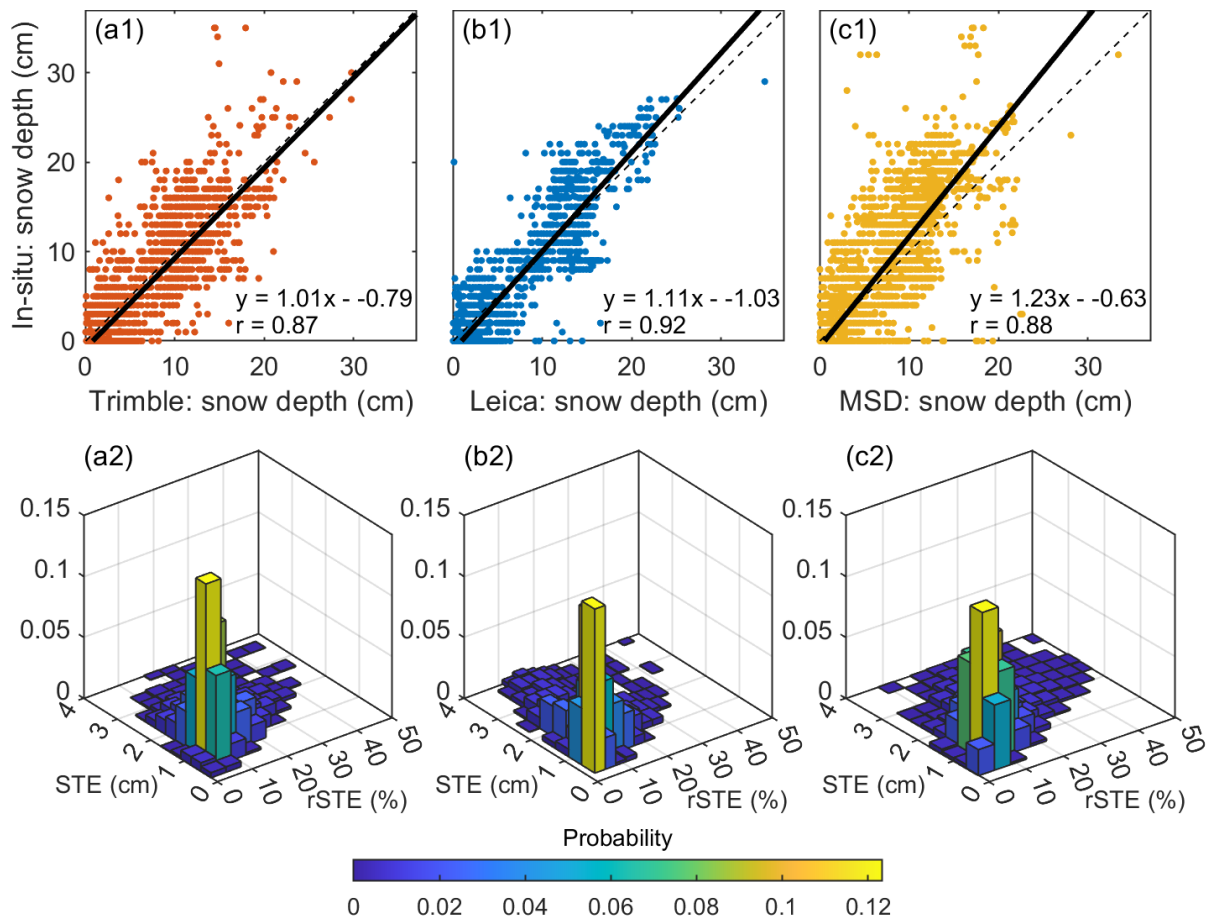 (a1)
(b1)
(c1)
In-situ: snow depth (cm)
30
20
10
0
y = 1.01x - -0.79
r = 0.87
y = 1.11x - -1.03
r = 0.92
y = 1.23x - -0.63
r = 0.88
0 10 20 30
0 10 20 30
0 10 20 30
Trimble: snow depth (cm)
Leica: snow depth (cm)
MSD: snow depth (cm)
(a2)
(b2)
(c2)
0.15
0.1
0.05
0
4 3 2 1 0
0 10 20 30 40 50
STE (cm)
rSTE (%)
0.15
0.1
0.05
0
4 3 2 1 0
0 10 20 30 40 50
STE (cm)
rSTE (%)
0.15
0.1
0.05
0
4 3 2 1 0
0 10 20 30 40 50
STE (cm)
rSTE (%)
Probability
0 0.02 0.04 0.06 0.08 0.1 0.12